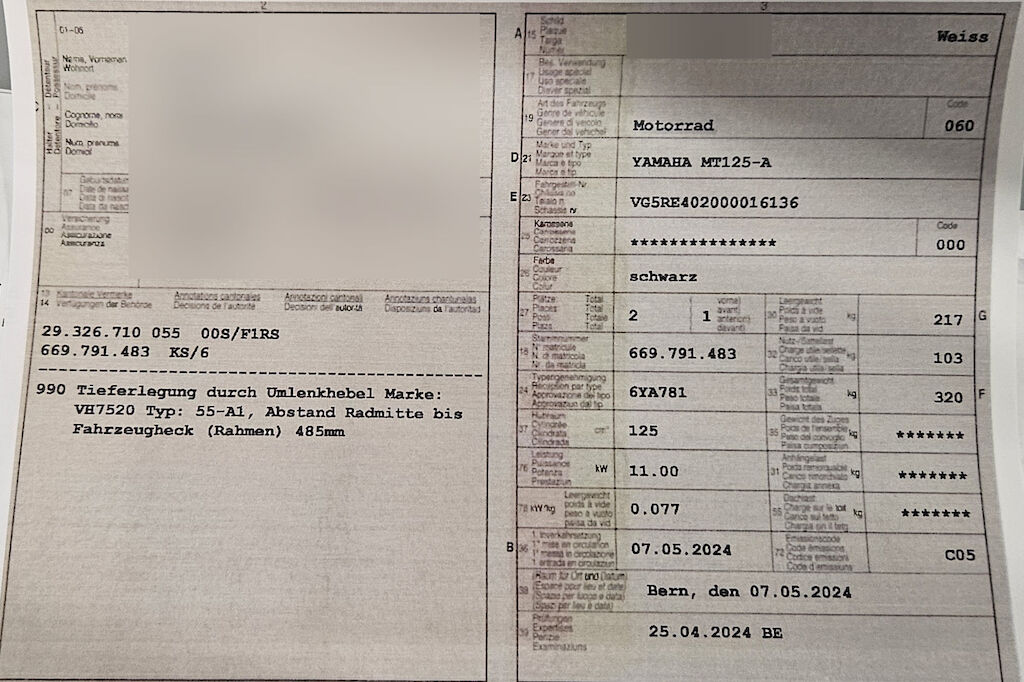 2
01-06
Name, Vornamen
Wohnort
Nom, prénoms
Domicile
Cognome, nomi
Domicilio
Num, prenums
Domicil
Halter – Détenteur
Detentore – Possessur
07
Geburtsdatum
Date de naiss
Data di nascit
Data da nasch
Versicherung
Assurance
Assicurazione
Assicuranza
13 Kantonale Vermerke Annotations cantonales Annotazioni cantonali Annotaziuns chantunalas
14 Verfügungen der Behörde Décisions de l'autorité Decisioni dell'autorità Disposiziuns da l'autoritad
29.326.710 055 00S/F1RS
669.791.483 KS/6
990 Tieferlegung durch Umlenkhebel Marke:
VH7520 Typ: 55-A1, Abstand Radmitte bis
Fahrzeugheck (Rahmen) 485mm
3
A 15
Schild
Plaque
Targa
Numer
Weiss
17
Bes. Verwendung
Usage spécial
Uso speciale
Diever spezial
19
Art des Fahrzeugs
Genre de véhicule
Genere di veicolo
Gener dal vehichel
Motorrad
Code
060
D 21
Marke und Typ
Marque et type
Marca e tipo
Marca e tip
YAMAHA MT125-A
E 23
Fahrgestell-Nr.
Châssis no
Telaio n.
Schassis nr
VG5RE402000016136
25
Karosserie
Carrosserie
Carrozzeria
Carossaria
***************
Code
000
26
Farbe
Couleur
Colore
Colur
schwarz
27
Plätze: Total
Places: Total
Posti: Totale
Plazs: Total
2
( vorne)
avant)
anteriori)
davant)
1
30
Leergewicht
Poids à vide
Peso a vuoto
Paisa da vid
kg
217 G
18
Stammnummer
N° matricule
N. di matricola
Nr. da matricla
669.791.483
32
Nutz-/Sattellast
Charge utile/sellette
Carico utile/sella
Chargia utila/sella
kg
103
24
Typengenehmigung
Réception par type
Approvazione del tipo
Approvaziun dal tip
6YA781
33
Gesamtgewicht
Poids total
Peso totale
Paisa totala
kg
320 F
37
Hubraum
Cylindrée
Cilindrata
Cilindrada
cm³
125
35
Gewicht des Zuges
Poids de l'ensemble
Peso del convoglio
Paisa cumposiziun
kg
*******
76
Leistung
Puissance
Potenza
Prestaziun
kW
11.00
31
Anhängelast
Poids remorquable
Carico rimorchiato
Chargia annexa
kg
*******
78 kW/kg
Leergewicht
poids à vide
peso a vuoto
paisa da vid
0.077
55
Dachlast
Charge sur le toit
Carico sul tetto
Chargia sin il tetg
kg
*******
B 36
1. Inverkehrsetzung
1re mise en circulation
1a messa in circolazione
1. entrada en circulaziun
07.05.2024
72
Emissionscode
Code émissions
Codice emissioni
Code d'emissiuns
C05
38
(Raum für Ort und Datum)
(Espace pour lieu et date)
(Spazio per luogo e data)
(Spazi per lieu e data)
Bern, den 07.05.2024
39
Prüfungen
Expertises
Perizie
Examinaziuns
25.04.2024 BE